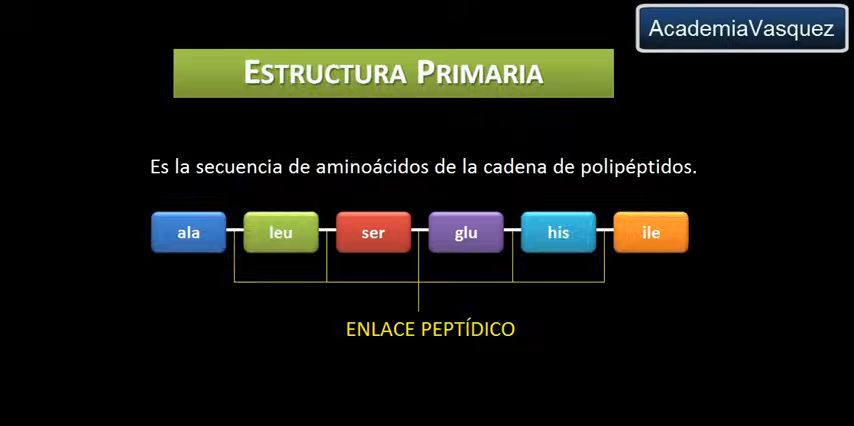 AcademiaVasquez
ESTRUCTURA PRIMARIA
Es la secuencia de aminoácidos de la cadena de polipéptidos.
ala leu ser glu his ile
ENLACE PEPTÍDICO